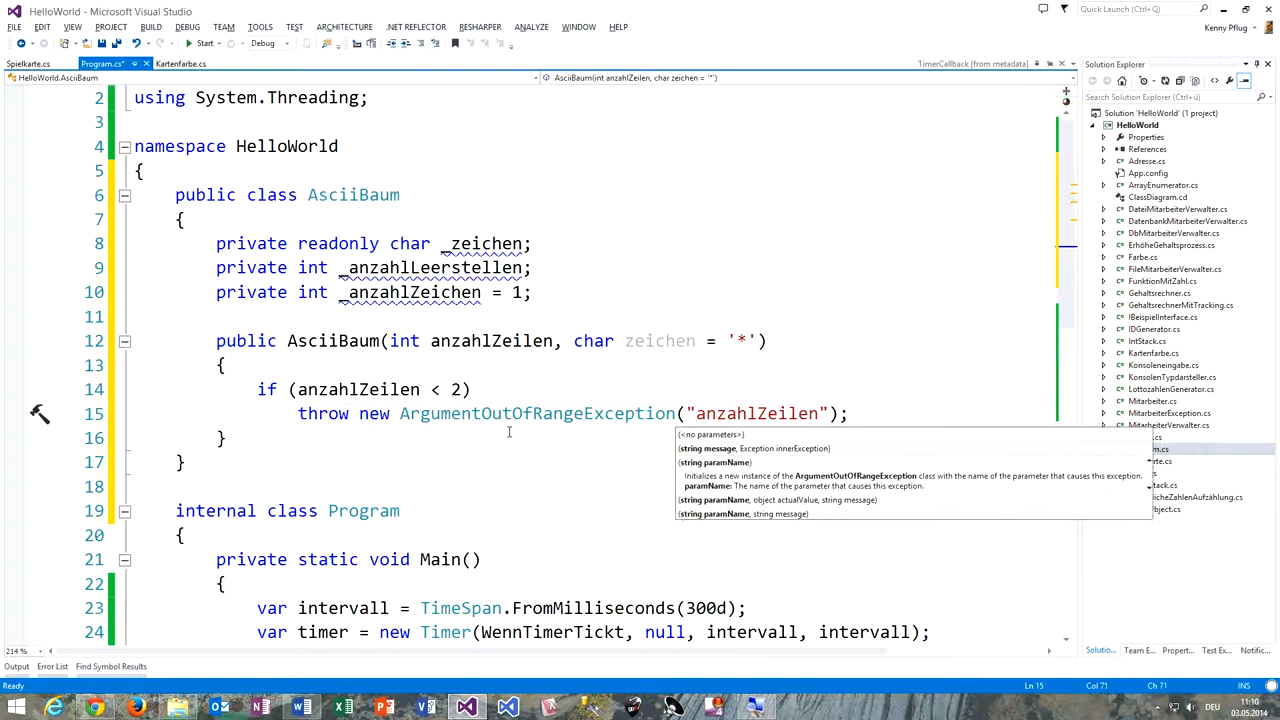 HelloWorld - Microsoft Visual Studio
Quick Launch (Ctrl+Q)
FILE EDIT VIEW PROJECT BUILD DEBUG TEAM TOOLS TEST ARCHITECTURE .NET REFLECTOR RESHARPER ANALYZE WINDOW HELP
Kenny Pflug
Start Debug
Spielkarte.cs Program.cs* Kartenfarbe.cs
TimerCallback [from metadata]
HelloWorld.AsciiBaum
AsciiBaum(int anzahlZeilen, char zeichen = '*')
2 using System.Threading;
3
4 namespace HelloWorld
5 {
6 public class AsciiBaum
7 {
8 private readonly char _zeichen;
9 private int _anzahlLeerstellen;
10 private int _anzahlZeichen = 1;
11
12 public AsciiBaum(int anzahlZeilen, char zeichen = '*')
13 {
14 if (anzahlZeilen < 2)
15 throw new ArgumentOutOfRangeException("anzahlZeilen");
16 }
17 }
18
19 internal class Program
20 {
21 private static void Main()
22 {
23 var intervall = TimeSpan.FromMilliseconds(300d);
24 var timer = new Timer(WennTimerTickt, null, intervall, intervall);
(<no parameters>)
(string message, Exception innerException)
(string paramName)
Initializes a new instance of the ArgumentOutOfRangeException class with the name of the parameter that causes this exception.
paramName: The name of the parameter that causes this exception.
(string paramName, object actualValue, string message)
(string paramName, string message)
Solution Explorer
Search Solution Explorer (Ctrl+ü)
Solution 'HelloWorld' (1 project)
HelloWorld
Properties
References
Adresse.cs
App.config
ArrayEnumerator.cs
ClassDiagram.cd
DateiMitarbeiterVerwalter.cs
DatenbankMitarbeiterVerwalter.cs
DbMitarbeiterVerwalter.cs
ErhöheGehaltsprozess.cs
Farbe.cs
FileMitarbeiterVerwalter.cs
FunktionMitZahl.cs
Gehaltsrechner.cs
GehaltsrechnerMitTracking.cs
IBeispielInterface.cs
IDGenerator.cs
IntStack.cs
Kartenfarbe.cs
Konsoleneingabe.cs
KonsolenTypdarsteller.cs
LottozahlenGenerator.cs
Mitarbeiter.cs
MitarbeiterException.cs
MitarbeiterVerwalter.cs
.cs
m.cs
rte.cs
s
tack.cs
licheZahlenAufzählung.cs
Object.cs
214 %
Solutio... Team E... Propert... Test Ex... Notific...
Output Error List Find Symbol Results
Ready
Ln 15 Col 71 Ch 71 INS
DEU
11:10
03.05.2014